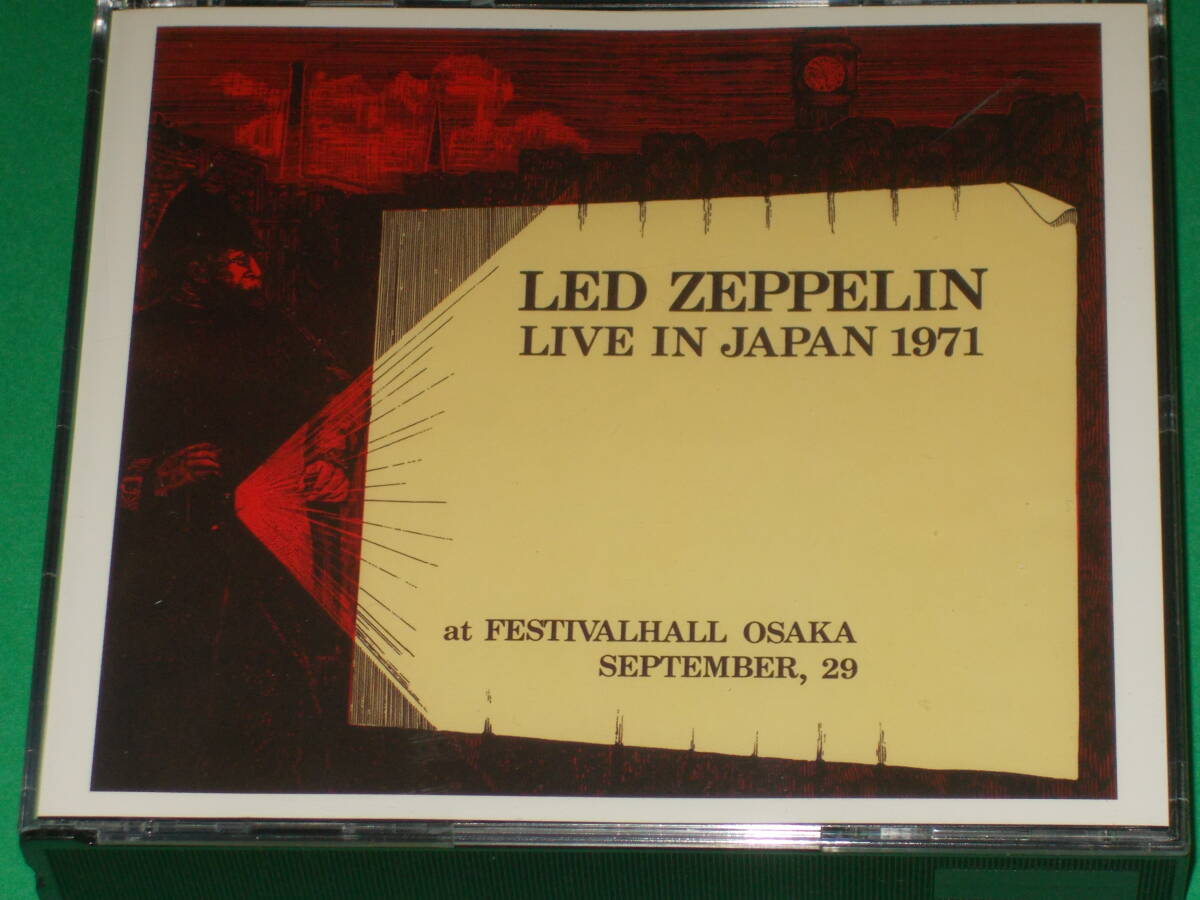 LED ZEPPELIN
LIVE IN JAPAN 1971
at FESTIVALHALL OSAKA
SEPTEMBER, 29